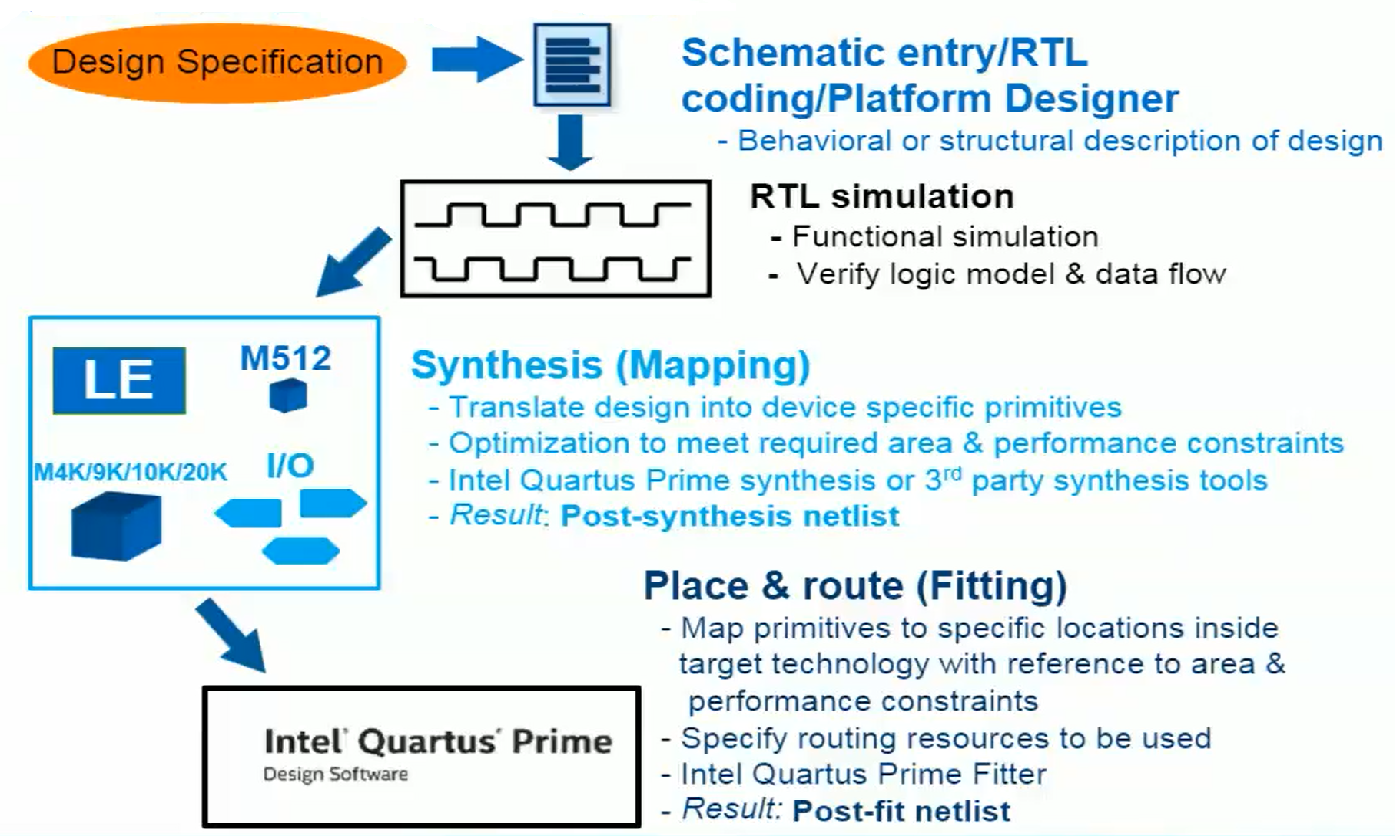 Design Specification
Schematic entry/RTL
coding/Platform Designer
- Behavioral or structural description of design
RTL simulation
- Functional simulation
- Verify logic model & data flow
LE
M512
M4K/9K/10K/20K
I/O
Synthesis (Mapping)
- Translate design into device specific primitives
- Optimization to meet required area & performance constraints
- Intel Quartus Prime synthesis or 3rd party synthesis tools
- Result: Post-synthesis netlist
Place & route (Fitting)
- Map primitives to specific locations inside
target technology with reference to area &
performance constraints
- Specify routing resources to be used
- Intel Quartus Prime Fitter
- Result: Post-fit netlist
Intel® Quartus® Prime
Design Software